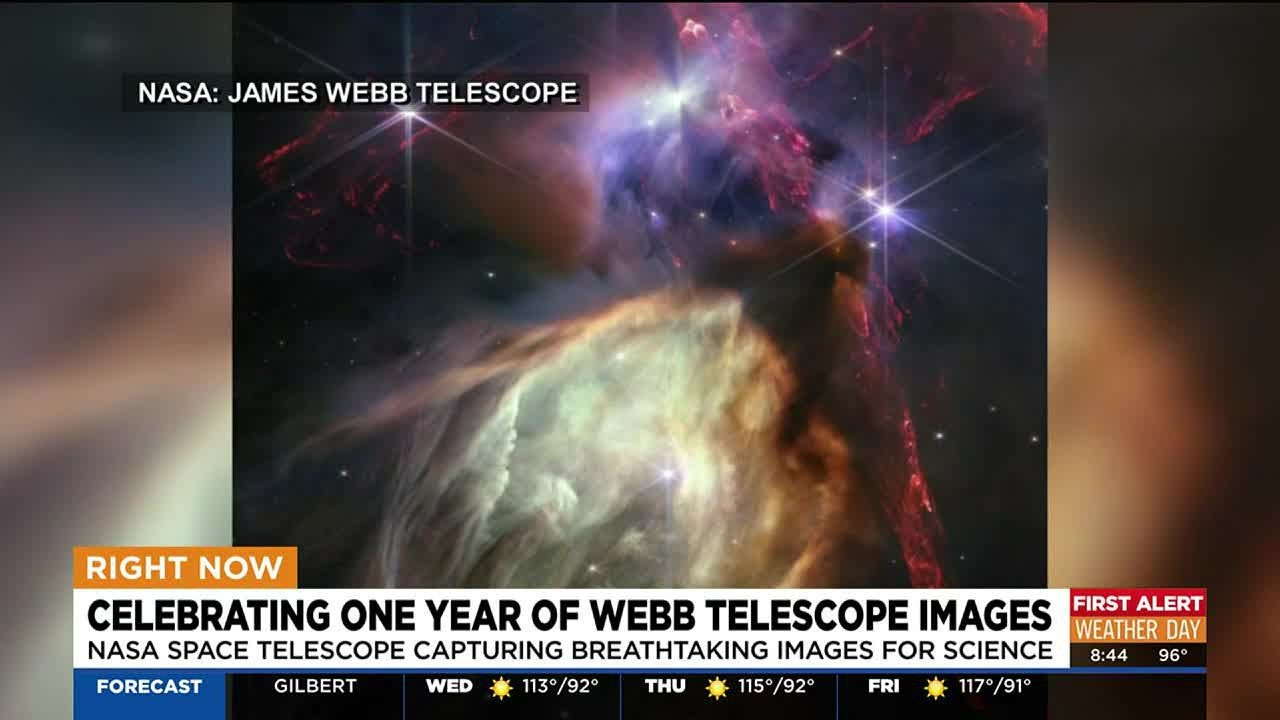 NASA: JAMES WEBB TELESCOPE
RIGHT NOW
CELEBRATING ONE YEAR OF WEBB TELESCOPE IMAGES
NASA SPACE TELESCOPE CAPTURING BREATHTAKING IMAGES FOR SCIENCE
FIRST ALERT
WEATHER DAY
8:44 96°
FORECAST GILBERT WED 113°/92° THU 115°/92° FRI 117°/91°